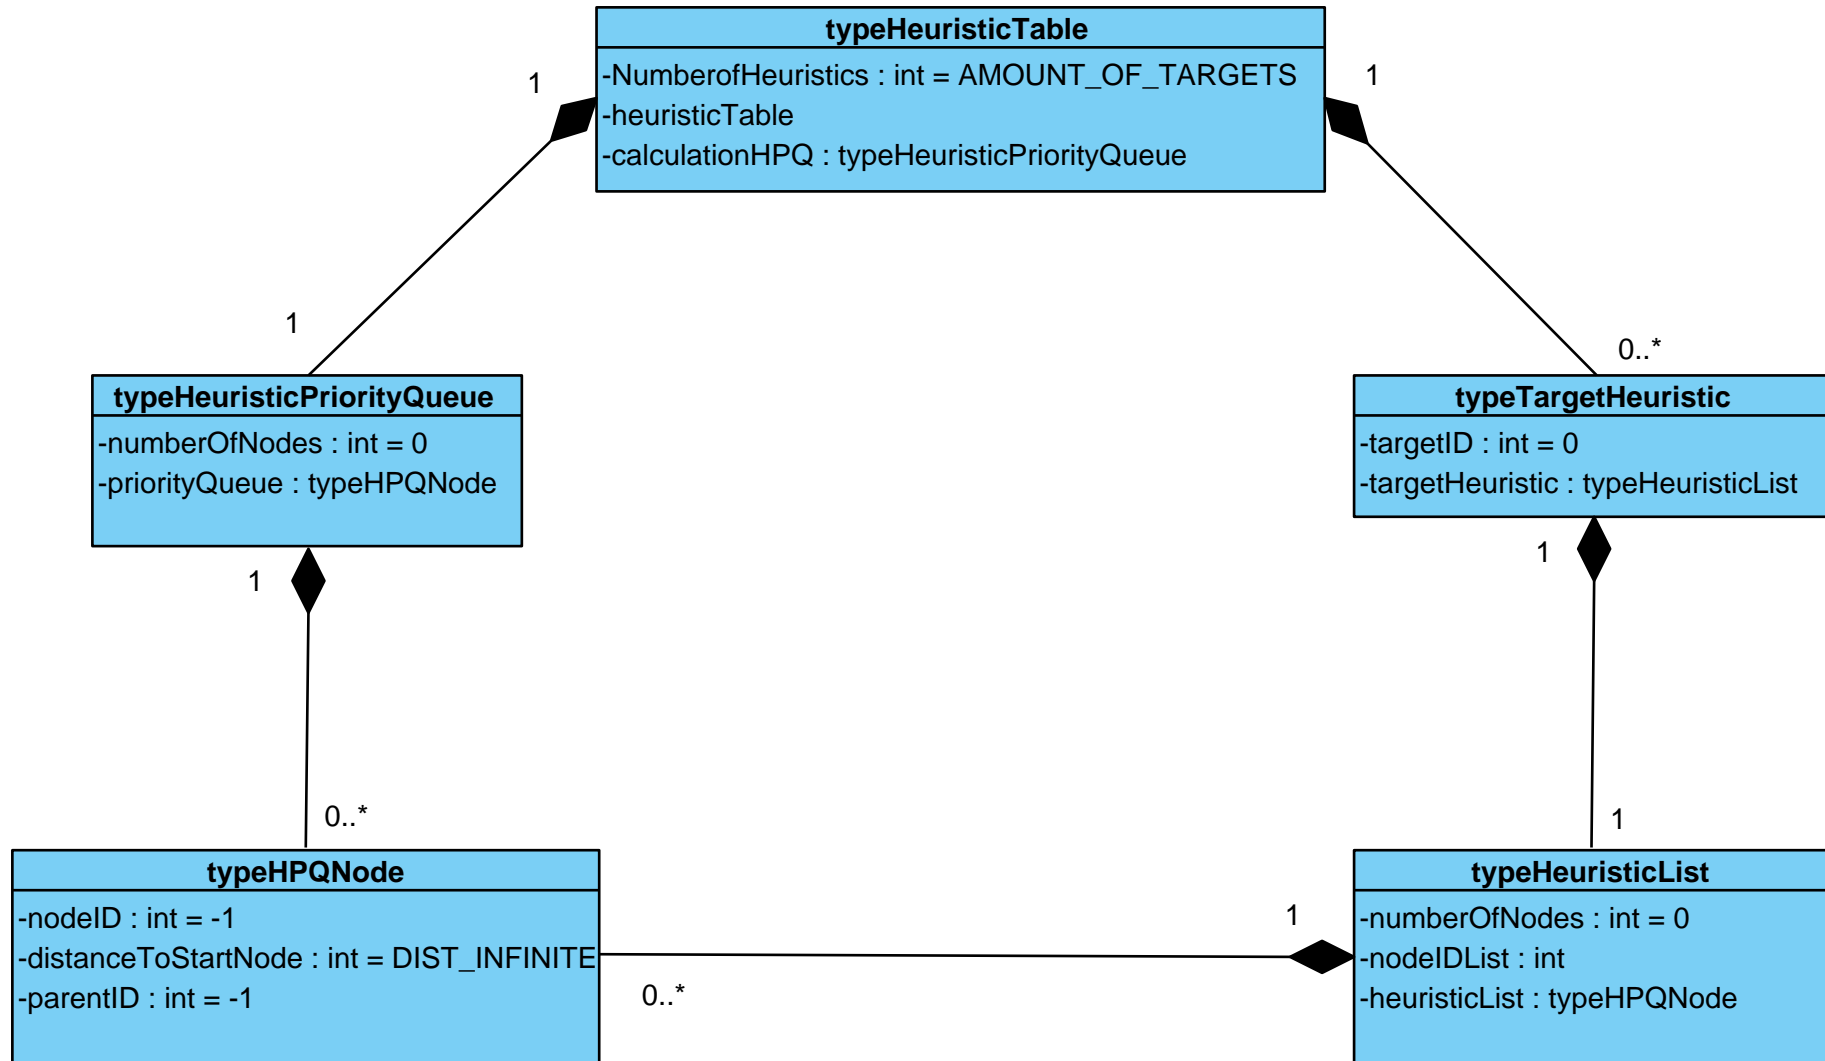 typeHeuristicTable
-NumberofHeuristics : int = AMOUNT_OF_TARGETS
-heuristicTable
-calculationHPQ : typeHeuristicPriorityQueue
1
1
1
0..*
typeHeuristicPriorityQueue
-numberOfNodes : int = 0
-priorityQueue : typeHPQNode
typeTargetHeuristic
-targetID : int = 0
-targetHeuristic : typeHeuristicList
1
1
0..*
1
typeHPQNode
-nodeID : int = -1
-distanceToStartNode : int = DIST_INFINITE
-parentID : int = -1
0..*
1
typeHeuristicList
-numberOfNodes : int = 0
-nodeIDList : int
-heuristicList : typeHPQNode